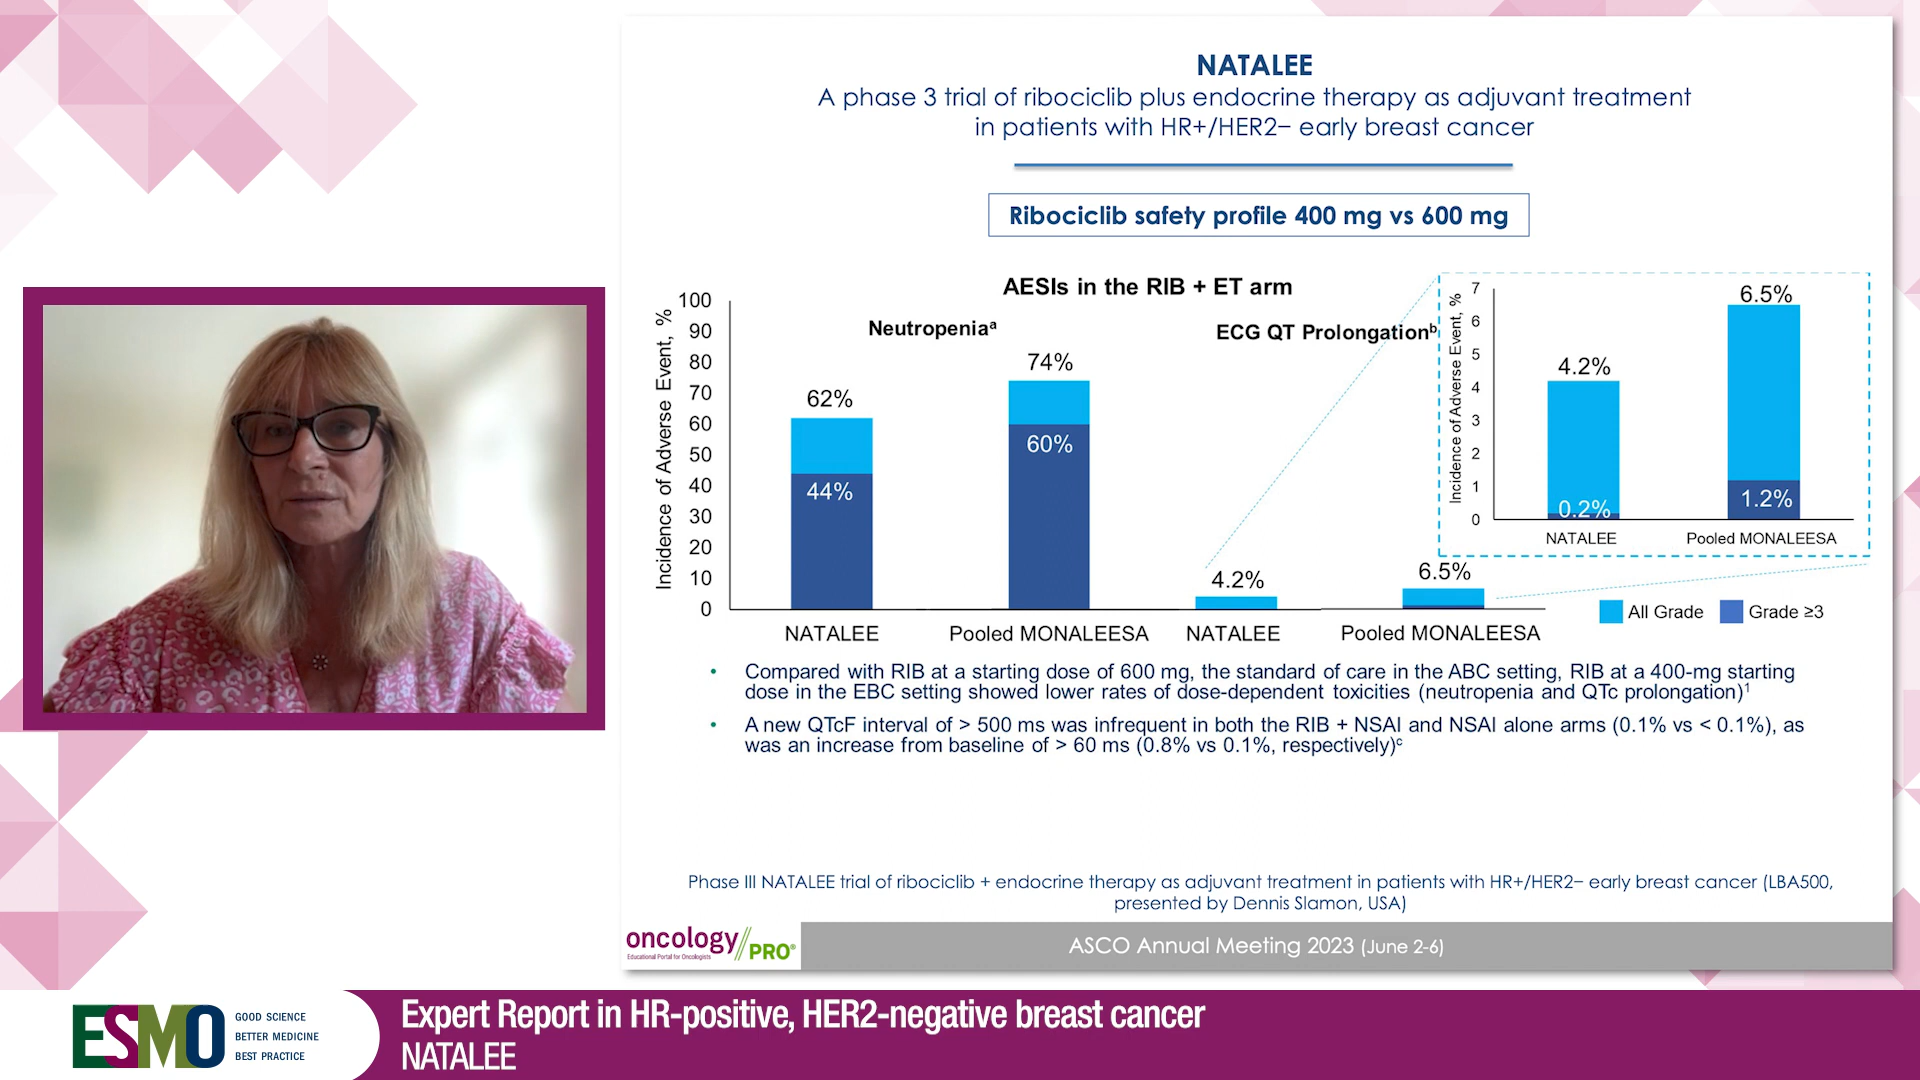 NATALEE
A phase 3 trial of ribociclib plus endocrine therapy as adjuvant treatment
in patients with HR+/HER2− early breast cancer
Ribociclib safety profile 400 mg vs 600 mg
AESIs in the RIB + ET arm
Incidence of Adverse Event, %
100
90
80
70
60
50
40
30
20
10
0
Neutropeniaᵃ
ECG QT Prolongationᵇ
62%
44%
74%
60%
4.2%
6.5%
NATALEE
Pooled MONALEESA
NATALEE
Pooled MONALEESA
Incidence of Adverse Event, %
7
6
5
4
3
2
1
0
4.2%
0.2%
6.5%
1.2%
NATALEE
Pooled MONALEESA
All Grade
Grade ≥3
• Compared with RIB at a starting dose of 600 mg, the standard of care in the ABC setting, RIB at a 400-mg starting
dose in the EBC setting showed lower rates of dose-dependent toxicities (neutropenia and QTc prolongation)¹
• A new QTcF interval of > 500 ms was infrequent in both the RIB + NSAI and NSAI alone arms (0.1% vs < 0.1%), as
was an increase from baseline of > 60 ms (0.8% vs 0.1%, respectively)ᶜ
Phase III NATALEE trial of ribociclib + endocrine therapy as adjuvant treatment in patients with HR+/HER2− early breast cancer (LBA500,
presented by Dennis Slamon, USA)
oncology//PRO®
Educational Portal for Oncologists
ASCO Annual Meeting 2023 (June 2-6)
ESMO
GOOD SCIENCE
BETTER MEDICINE
BEST PRACTICE
Expert Report in HR-positive, HER2-negative breast cancer
NATALEE